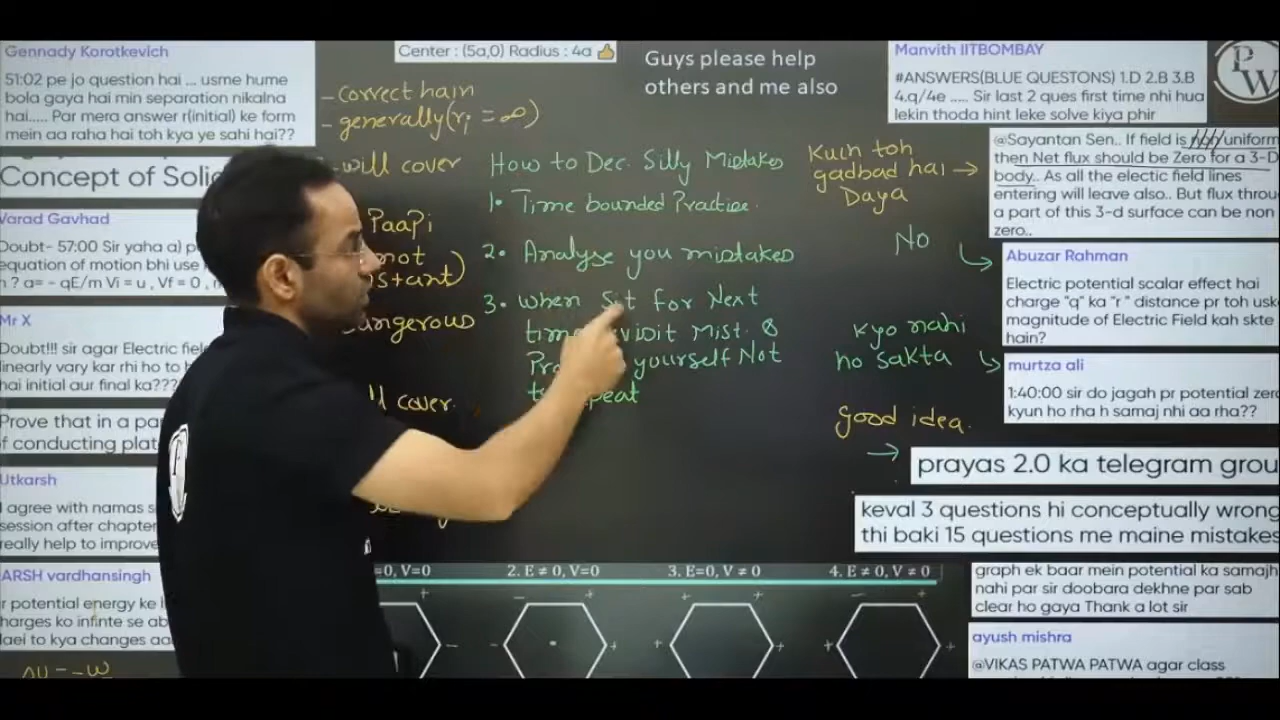 Gennady Korotkevich
51:02 pe jo question hai ... usme hume
bola gaya hai min separation nikalna
hai..... Par mera answer r(initial) ke form
mein aa raha hai toh kya ye sahi hai??
Concept of Solid
Varad Gavhad
Doubt- 57:00 Sir yaha a) p
equation of motion bhi use
? a= - qE/m Vi = u , Vf = 0 ,
Mr X
Doubt!!! sir agar Electric fiel
linearly vary kar rhi ho to
hai initial aur final ka????
Prove that in a pa
of conducting plat
Utkarsh
I agree with namas s
session after chapter
really help to improve
ARSH vardhansingh
r potential energy ke
harges ko infinte se ab
laei to kya changes aa
ΔU = -W
Center : (5a,0) Radius : 4a 👍
- correct hain
- generally (ri = ∞)
- will cover
Paapi
not
stant)
dangerous
ll cover.
Guys please help
others and me also
How to Dec. Silly Mistakes
1. Time bounded Practice.
2. Analyse you mistakes
3. When Sit for Next
time visit Mist. &
yourself Not
peat
Kuch toh
gadbad hai →
Daya
No
Kyo nahi
ho sakta
good idea.
→
Manvith IITBOMBAY
#ANSWERS(BLUE QUESTONS) 1.D 2.B 3.B
4.q/4e ..... Sir last 2 ques first time nhi hua
lekin thoda hint leke solve kiya phir
PW
@Sayantan Sen.. If field is uniform
then Net flux should be Zero for a 3-D
body.. As all the electic field lines
entering will leave also.. But flux throu
a part of this 3-d surface can be non
zero..
Abuzar Rahman
Electric potential scalar effect hai
charge "q" ka "r " distance pr toh usk
magnitude of Electric Field kah skte
hain?
murtza ali
1:40:00 sir do jagah pr potential zero
kyun ho rha h samaj nhi aa rha??
prayas 2.0 ka telegram grou
keval 3 questions hi conceptually wrong
thi baki 15 questions me maine mistakes
graph ek baar mein potential ka samajh
nahi par sir doobara dekhne par sab
clear ho gaya Thank a lot sir
ayush mishra
@VIKAS PATWA PATWA agar class
=0, V=0 2. E ≠ 0, V=0 3. E=0, V ≠ 0 4. E ≠ 0, V ≠ 0